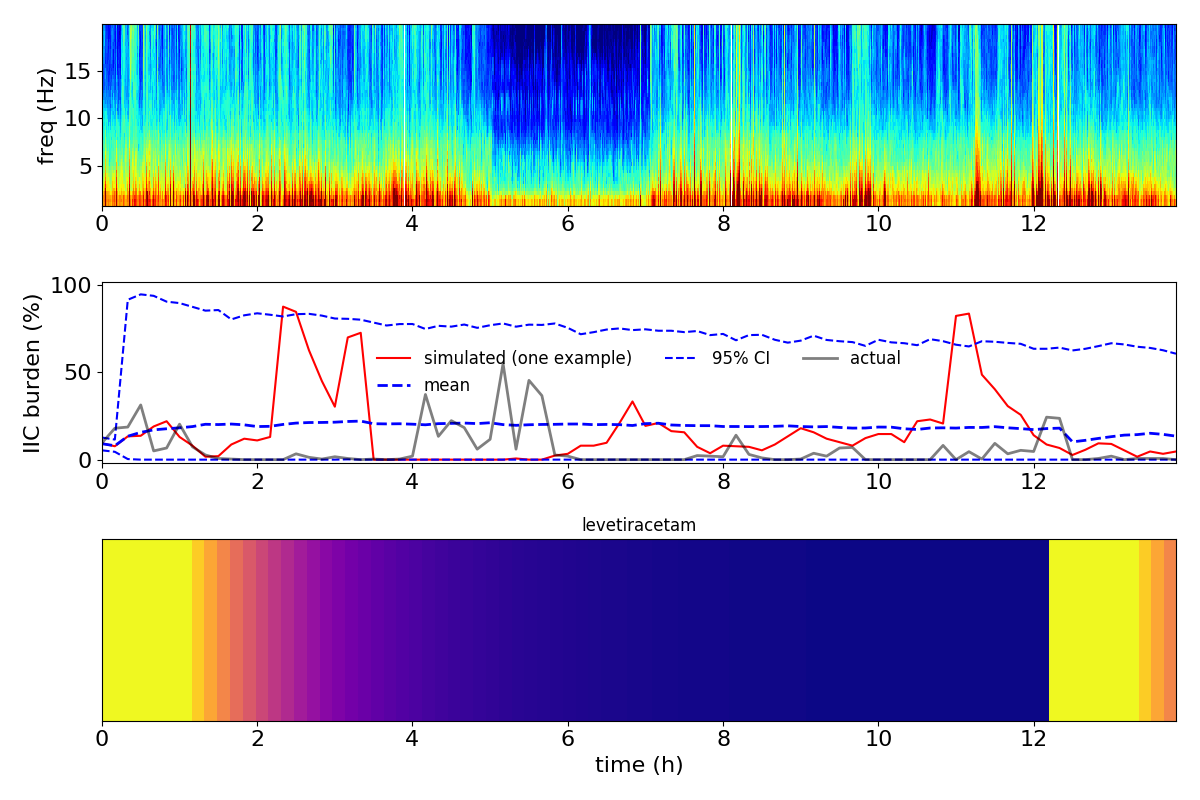 freq (Hz)
15
10
5
0 2 4 6 8 10 12
IIC burden (%)
100
50
0
simulated (one example) 95% CI actual
mean
0 2 4 6 8 10 12
levetiracetam
0 2 4 6 8 10 12
time (h)